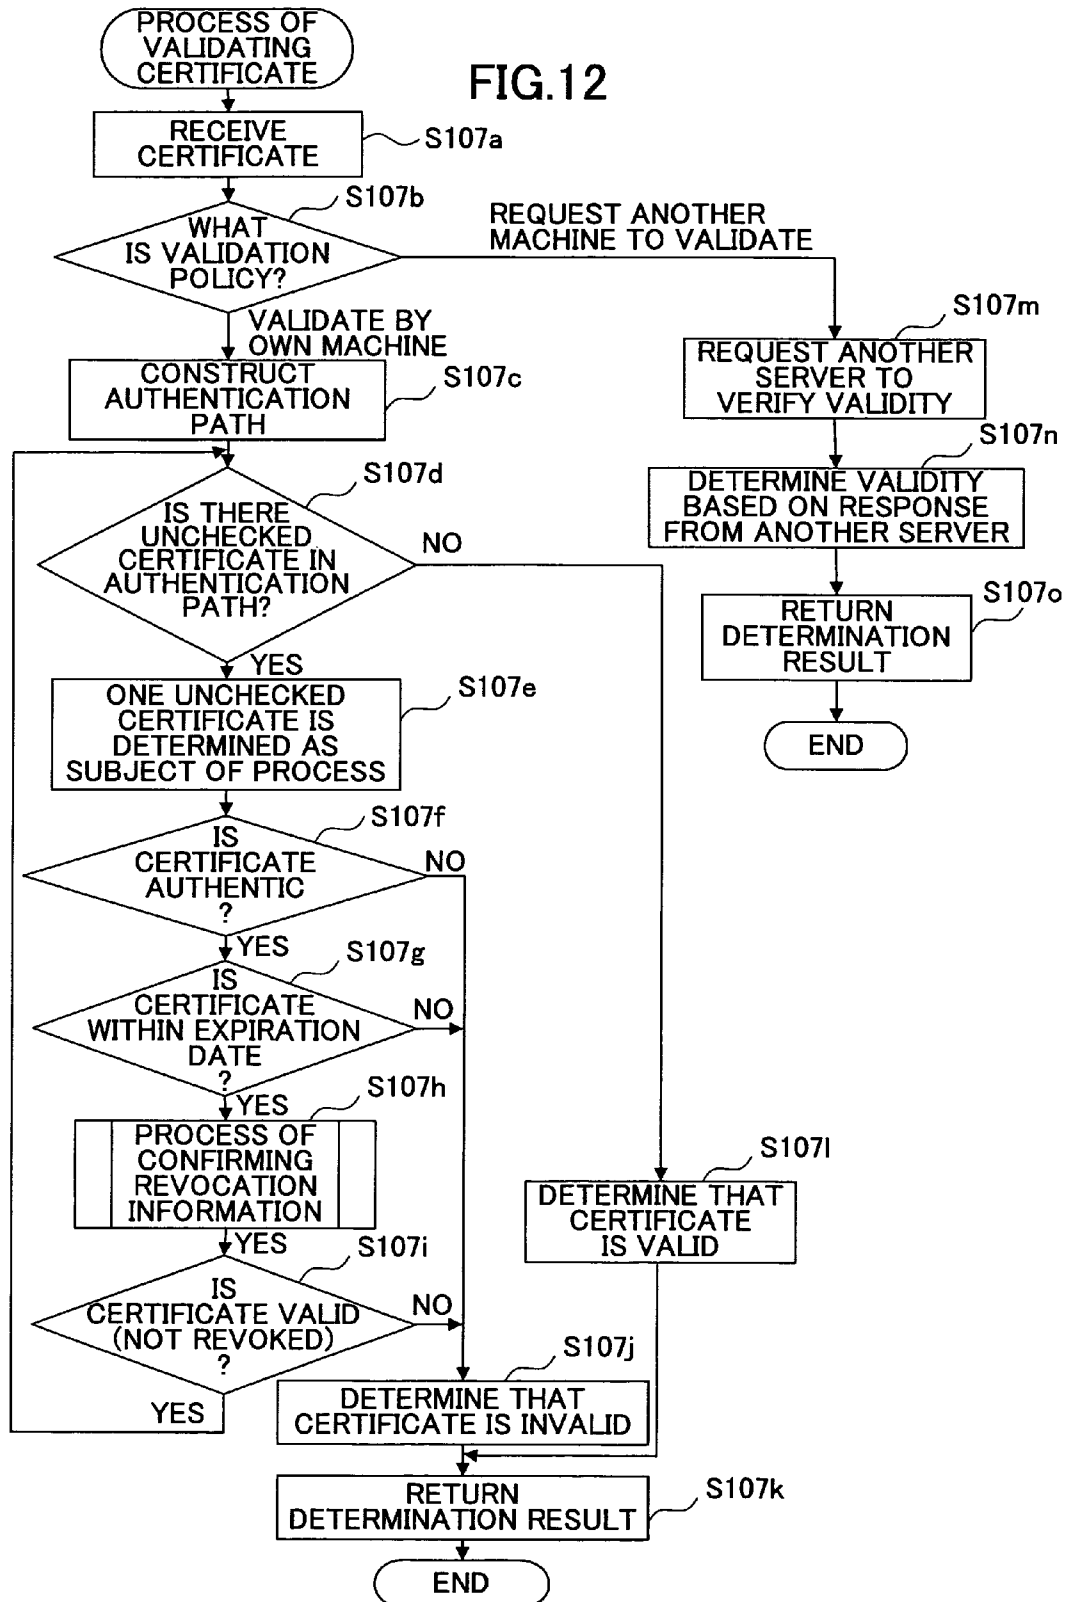 PROCESS OF
VALIDATING
CERTIFICATE
FIG.12
RECEIVE
CERTIFICATE
S107a
S107b
WHAT
IS VALIDATION
POLICY?
REQUEST ANOTHER
MACHINE TO VALIDATE
VALIDATE BY
OWN MACHINE
S107m
REQUEST ANOTHER
SERVER TO
VERIFY VALIDITY
S107c
CONSTRUCT
AUTHENTICATION
PATH
S107n
DETERMINE VALIDITY
BASED ON RESPONSE
FROM ANOTHER SERVER
S107d
IS THERE
UNCHECKED
CERTIFICATE IN
AUTHENTICATION
PATH?
NO
S107o
RETURN
DETERMINATION
RESULT
YES
END
S107e
ONE UNCHECKED
CERTIFICATE IS
DETERMINED AS
SUBJECT OF PROCESS
S107f
IS
CERTIFICATE
AUTHENTIC
?
NO
YES
S107g
IS
CERTIFICATE
WITHIN EXPIRATION
DATE
?
NO
YES
S107h
PROCESS OF
CONFIRMING
REVOCATION
INFORMATION
S107l
DETERMINE THAT
CERTIFICATE
IS VALID
YES
S107i
IS
CERTIFICATE VALID
(NOT REVOKED)
?
NO
YES
S107j
DETERMINE THAT
CERTIFICATE IS INVALID
S107k
RETURN
DETERMINATION RESULT
END